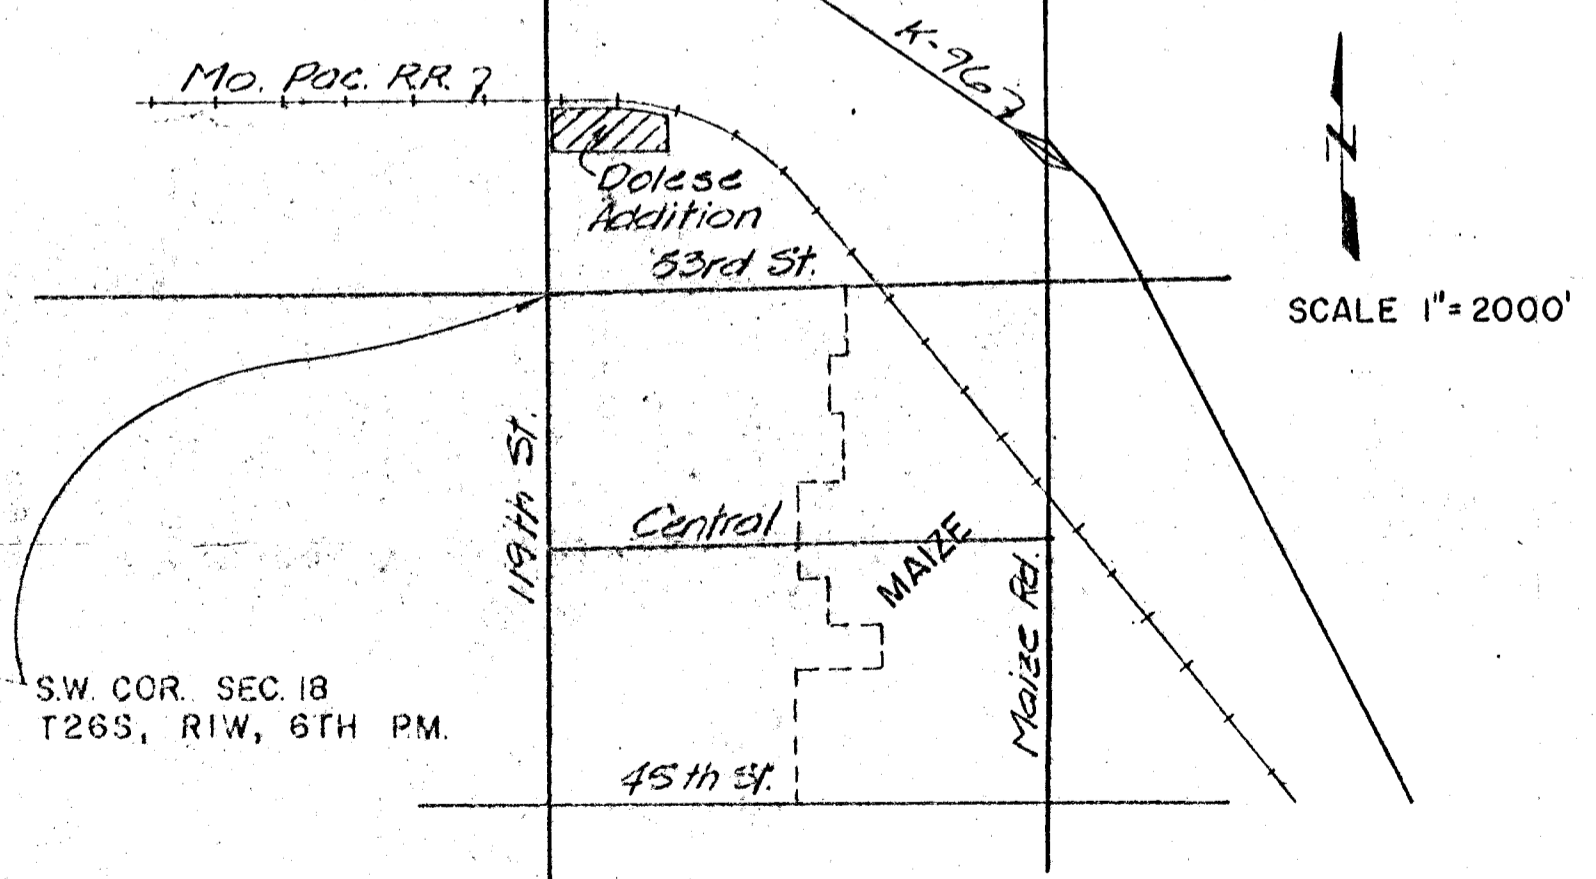 K-96
Mo. Pac. R.R.
N
Dolese
Addition
53rd St.
SCALE 1"= 2000'
119th St.
Central
MAIZE
Maize Rd.
S.W. COR. SEC. 18
T26S, R1W, 6TH P.M.
45th St.